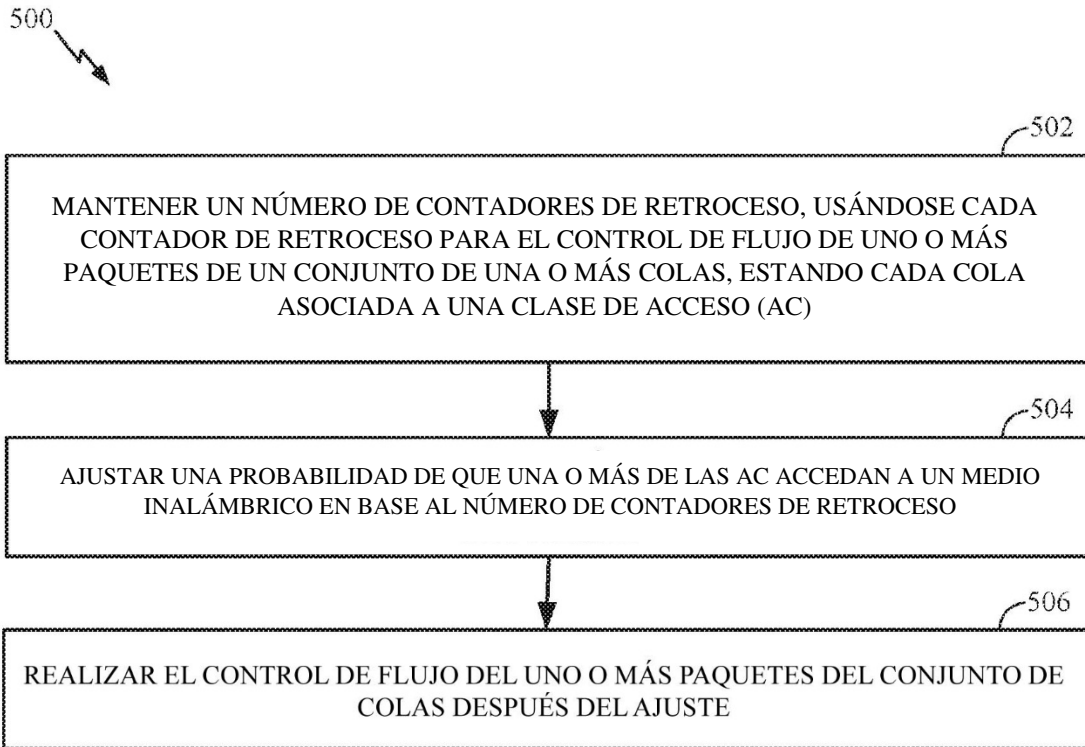 500
502
MANTENER UN NÚMERO DE CONTADORES DE RETROCESO, USÁNDOSE CADA
CONTADOR DE RETROCESO PARA EL CONTROL DE FLUJO DE UNO O MÁS
PAQUETES DE UN CONJUNTO DE UNA O MÁS COLAS, ESTANDO CADA COLA
ASOCIADA A UNA CLASE DE ACCESO (AC)
504
AJUSTAR UNA PROBABILIDAD DE QUE UNA O MÁS DE LAS AC ACCEDAN A UN MEDIO
INALÁMBRICO EN BASE AL NÚMERO DE CONTADORES DE RETROCESO
506
REALIZAR EL CONTROL DE FLUJO DEL UNO O MÁS PAQUETES DEL CONJUNTO DE
COLAS DESPUÉS DEL AJUSTE